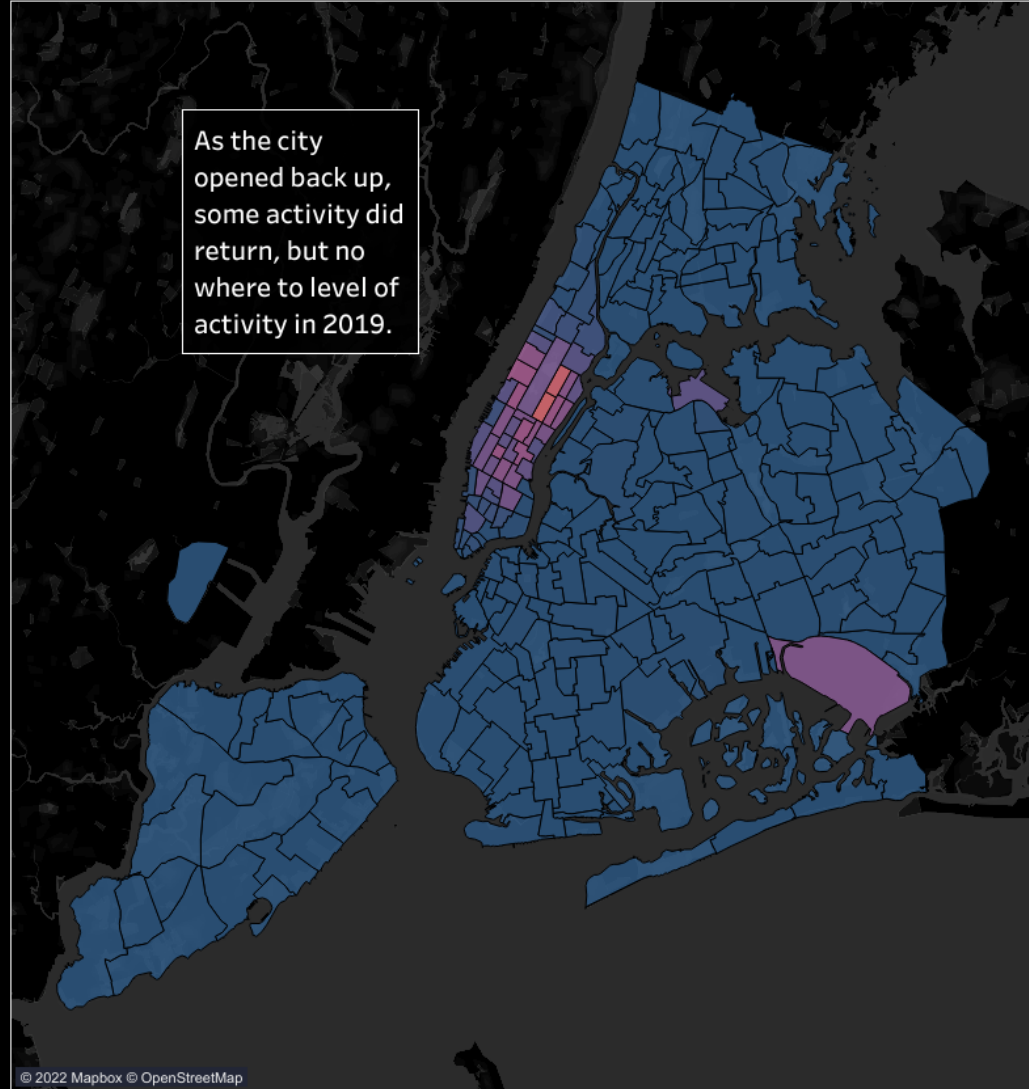 As the city
opened back up,
some activity did
return, but no
where to level of
activity in 2019.
© 2022 Mapbox © OpenStreetMap